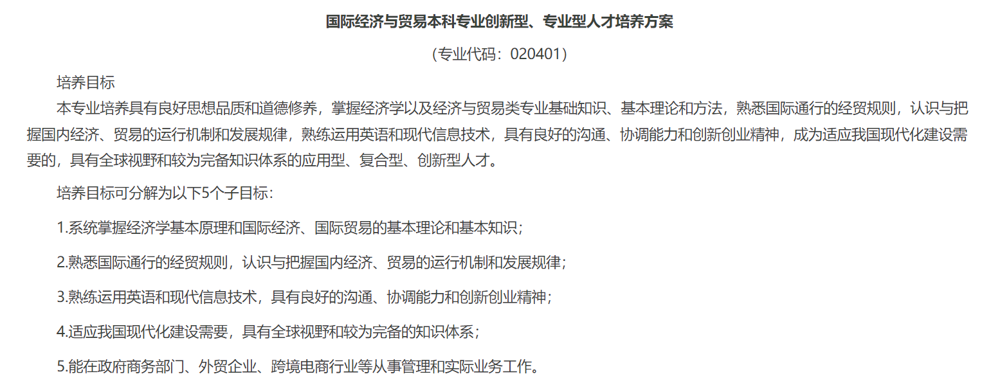 国际经济与贸易本科专业创新型、专业型人才培养方案
（专业代码：020401）
培养目标
本专业培养具有良好思想品质和道德修养，掌握经济学以及经济与贸易类专业基础知识、基本理论和方法，熟悉国际通行的经贸规则，认识与把
握国内经济、贸易的运行机制和发展规律，熟练运用英语和现代信息技术，具有良好的沟通、协调能力和创新创业精神，成为适应我国现代化建设需
要的，具有全球视野和较为完备知识体系的应用型、复合型、创新型人才。
培养目标可分解为以下5个子目标：
1.系统掌握经济学基本原理和国际经济、国际贸易的基本理论和基本知识；
2.熟悉国际通行的经贸规则，认识与把握国内经济、贸易的运行机制和发展规律；
3.熟练运用英语和现代信息技术，具有良好的沟通、协调能力和创新创业精神；
4.适应我国现代化建设需要，具有全球视野和较为完备的知识体系；
5.能在政府商务部门、外贸企业、跨境电商行业等从事管理和实际业务工作。